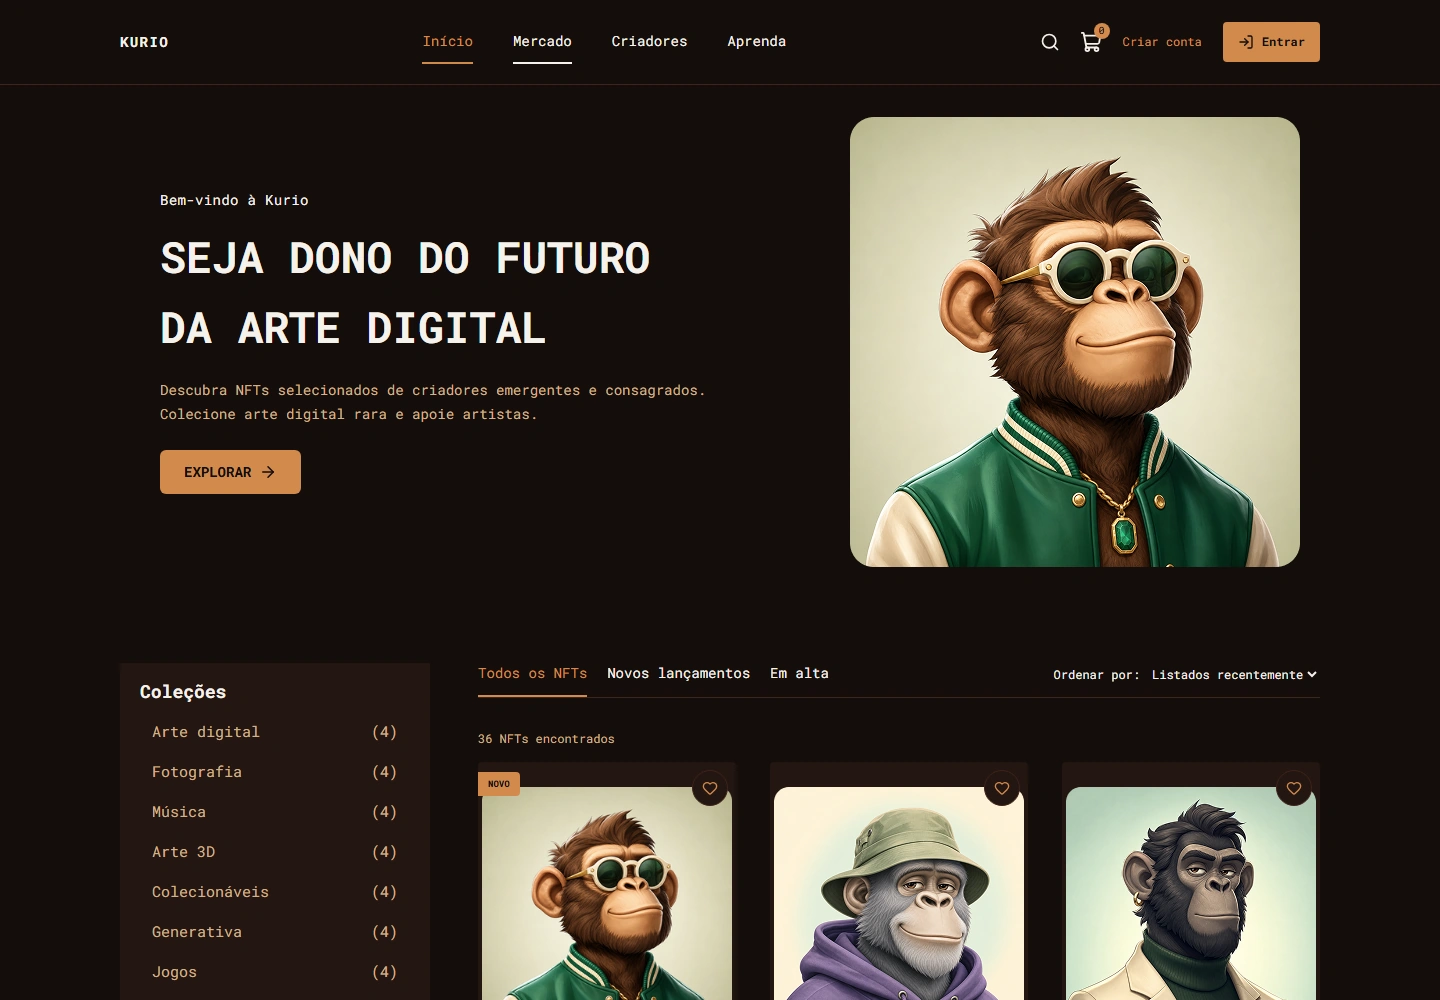 KURIO
Início
Mercado
Criadores
Aprenda
0
Criar conta
Entrar
Bem-vindo à Kurio
SEJA DONO DO FUTURO
DA ARTE DIGITAL
Descubra NFTs selecionados de criadores emergentes e consagrados.
Colecione arte digital rara e apoie artistas.
EXPLORAR
Coleções
Arte digital (4)
Fotografia (4)
Música (4)
Arte 3D (4)
Colecionáveis (4)
Generativa (4)
Jogos (4)
Todos os NFTs
Novos lançamentos
Em alta
Ordenar por: Listados recentemente
36 NFTs encontrados
NOVO